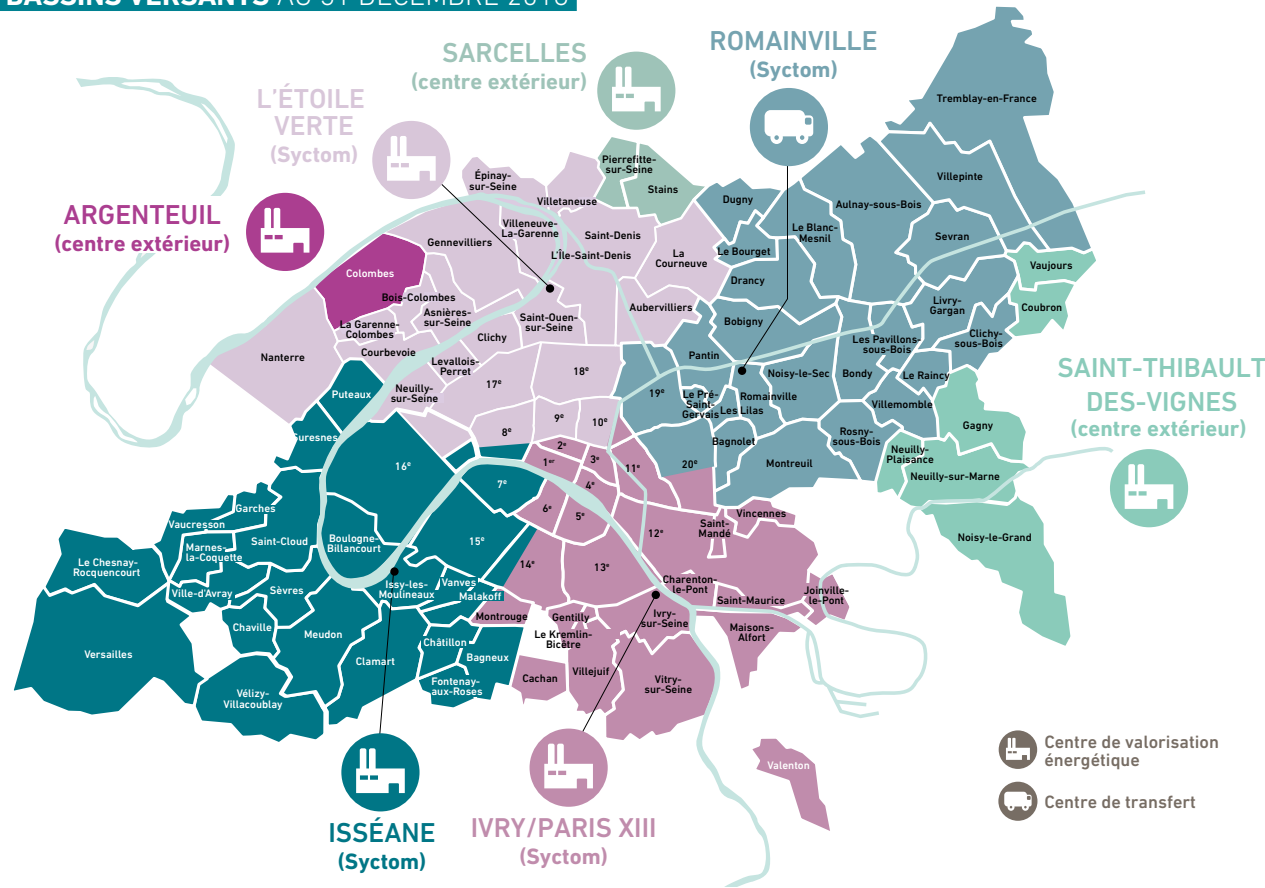 BASSINS VERSANTS AU 31 DÉCEMBRE 2018
SARCELLES
(centre extérieur)
ROMAINVILLE
(Syctom)
L'ÉTOILE
VERTE
(Syctom)
ARGENTEUIL
(centre extérieur)
SAINT-THIBAULT
DES-VIGNES
(centre extérieur)
Tremblay-en-France
Pierrefitte-
sur-Seine
Stains
Épinay-
sur-Seine
Villetaneuse
Villeneuve-
La-Garenne
Saint-Denis
L'Île-Saint-Denis
Gennevilliers
La
Courneuve
Aubervilliers
Dugny
Le Bourget
Le Blanc-
Mesnil
Aulnay-sous-Bois
Villepinte
Sevran
Vaujours
Coubron
Drancy
Bobigny
Livry-
Gargan
Clichy-
sous-Bois
Les Pavillons-
sous-Bois
Colombes
Bois-Colombes
Asnières-
sur-Seine
La Garenne-
Colombes
Courbevoie
Nanterre
Clichy
Saint-Ouen-
sur-Seine
Levallois-
Perret
Neuilly-
sur-Seine
17e
18e
8e
9e
10e
19e
Pantin
Le Pré-
Saint-
Gervais
Les Lilas
Romainville
Noisy-le-Sec
Bondy
Le Raincy
Villemomble
Gagny
Rosny-
sous-Bois
Neuilly-
Plaisance
Neuilly-sur-Marne
Noisy-le-Grand
Bagnolet
Montreuil
20e
Puteaux
Suresnes
16e
2e
1er
3e
4e
11e
7e
6e
5e
12e
Saint-
Mandé
Vincennes
Garches
Vaucresson
Marnes-
la-Coquette
Saint-Cloud
Boulogne-
Billancourt
15e
14e
13e
Charenton-
le-Pont
Saint-Maurice
Joinville-
le-Pont
Le Chesnay-
Rocquencourt
Ville-d'Avray
Sèvres
Issy-les-
Moulineaux
Vanves
Malakoff
Montrouge
Gentilly
Le Kremlin-
Bicêtre
Ivry-
sur-Seine
Maisons-
Alfort
Chaville
Meudon
Versailles
Clamart
Châtillon
Bagneux
Cachan
Villejuif
Vitry-
sur-Seine
Vélizy-
Villacoublay
Fontenay-
aux-Roses
Valenton
ISSÉANE
(Syctom)
IVRY/PARIS XIII
(Syctom)
Centre de valorisation
énergétique
Centre de transfert